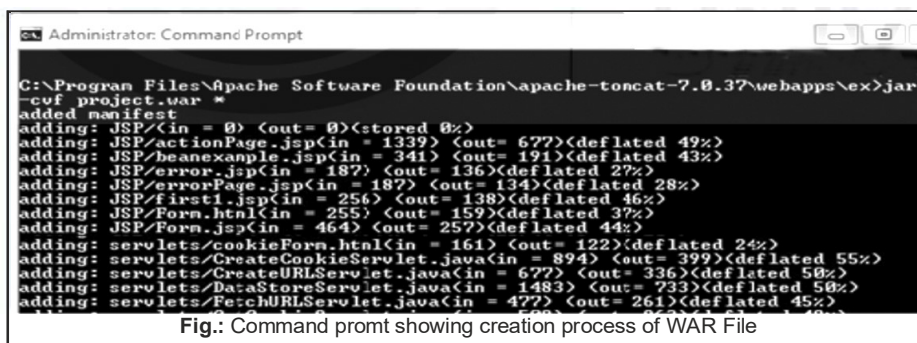 Administrator: Command Prompt
C:\Program Files\Apache Software Foundation\apache-tomcat-7.0.37\webapps\ex>jar
-cvf project.war *
added manifest
adding: JSP/(in = 0) (out= 0)(stored 0%)
adding: JSP/actionPage.jsp(in = 1339) (out= 677)(deflated 49%)
adding: JSP/beanexample.jsp(in = 341) (out= 191)(deflated 43%)
adding: JSP/error.jsp(in = 187) (out= 136)(deflated 27%)
adding: JSP/errorPage.jsp(in = 187) (out= 134)(deflated 28%)
adding: JSP/first1.jsp(in = 256) (out= 138)(deflated 46%)
adding: JSP/Form.html(in = 255) (out= 159)(deflated 37%)
adding: JSP/Form.jsp(in = 464) (out= 257)(deflated 44%)
adding: servlets/cookieForm.html(in = 161) (out= 122)(deflated 24%)
adding: servlets/CreateCookieServlet.java(in = 894) (out= 399)(deflated 55%)
adding: servlets/CreateURLServlet.java(in = 677) (out= 336)(deflated 50%)
adding: servlets/DataStoreServlet.java(in = 1483) (out= 733)(deflated 50%)
adding: servlets/FetchURLServlet.java(in = 477) (out= 261)(deflated 45%)
Fig.: Command promt showing creation process of WAR File